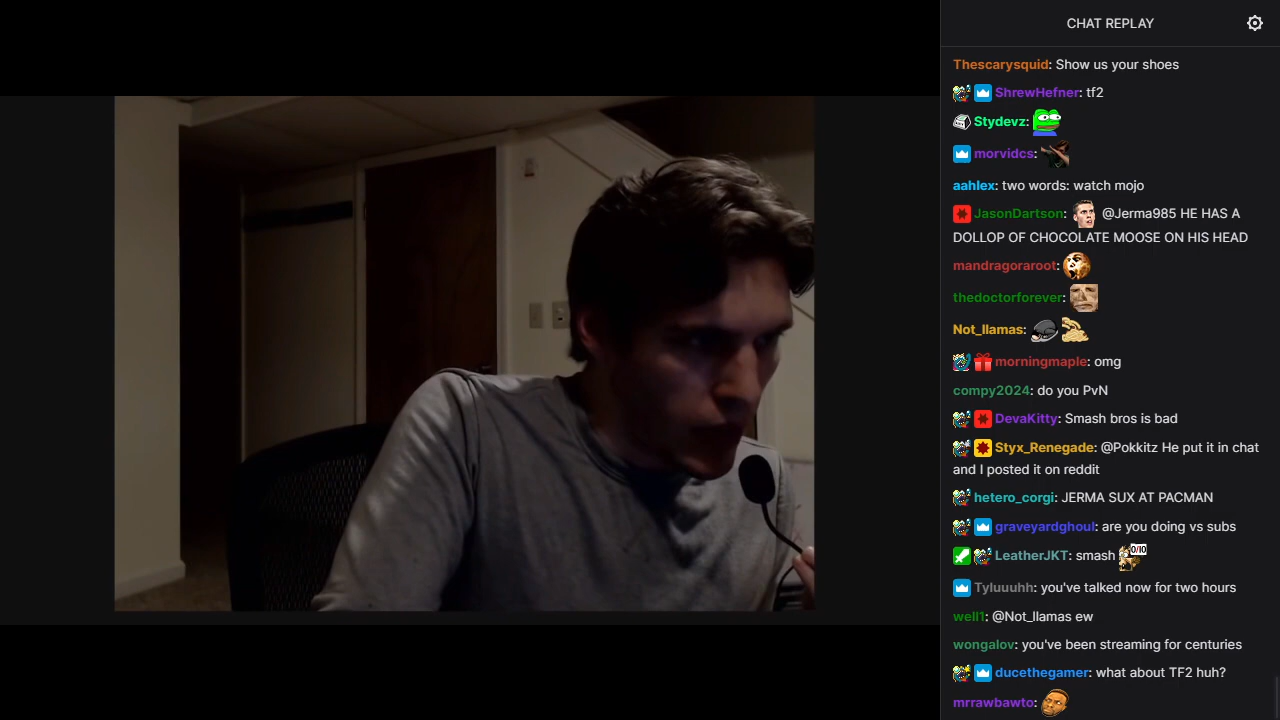 CHAT REPLAY
Thescarysquid: Show us your shoes
ShrewHefner: tf2
Stydevz:
morvidcs:
aahlex: two words: watch mojo
JasonDartson: @Jerma985 HE HAS A
DOLLOP OF CHOCOLATE MOOSE ON HIS HEAD
mandragoraroot:
thedoctorforever:
Not_llamas:
morningmaple: omg
compy2024: do you PvN
DevaKitty: Smash bros is bad
Styx_Renegade: @Pokkitz He put it in chat
and I posted it on reddit
hetero_corgi: JERMA SUX AT PACMAN
graveyardghoul: are you doing vs subs
LeatherJKT: smash 0/10
Tyluuuhh: you've talked now for two hours
well1: @Not_llamas ew
wongalov: you've been streaming for centuries
ducethegamer: what about TF2 huh?
mrrawbawto: